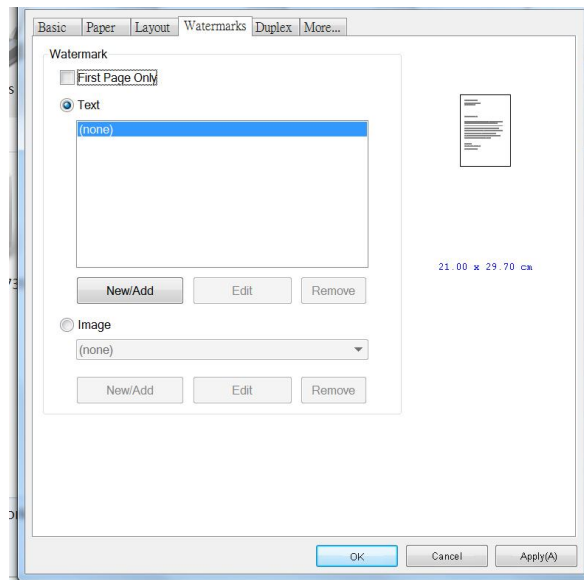 Basic Paper Layout Watermarks Duplex More...
Watermark
First Page Only
Text
(none)
21.00 x 29.70 cm
New/Add Edit Remove
Image
(none)
New/Add Edit Remove
OK Cancel Apply(A)